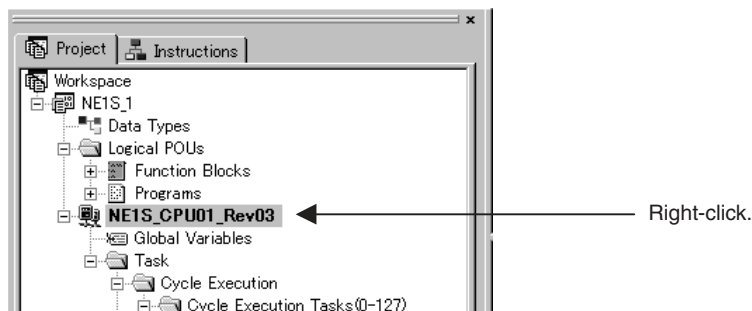 Project Instructions
Workspace
NE1S_1
Data Types
Logical POUs
Function Blocks
Programs
NE1S_CPU01_Rev03 Right-click.
Global Variables
Task
Cycle Execution
Cycle Execution Tasks(0-127)